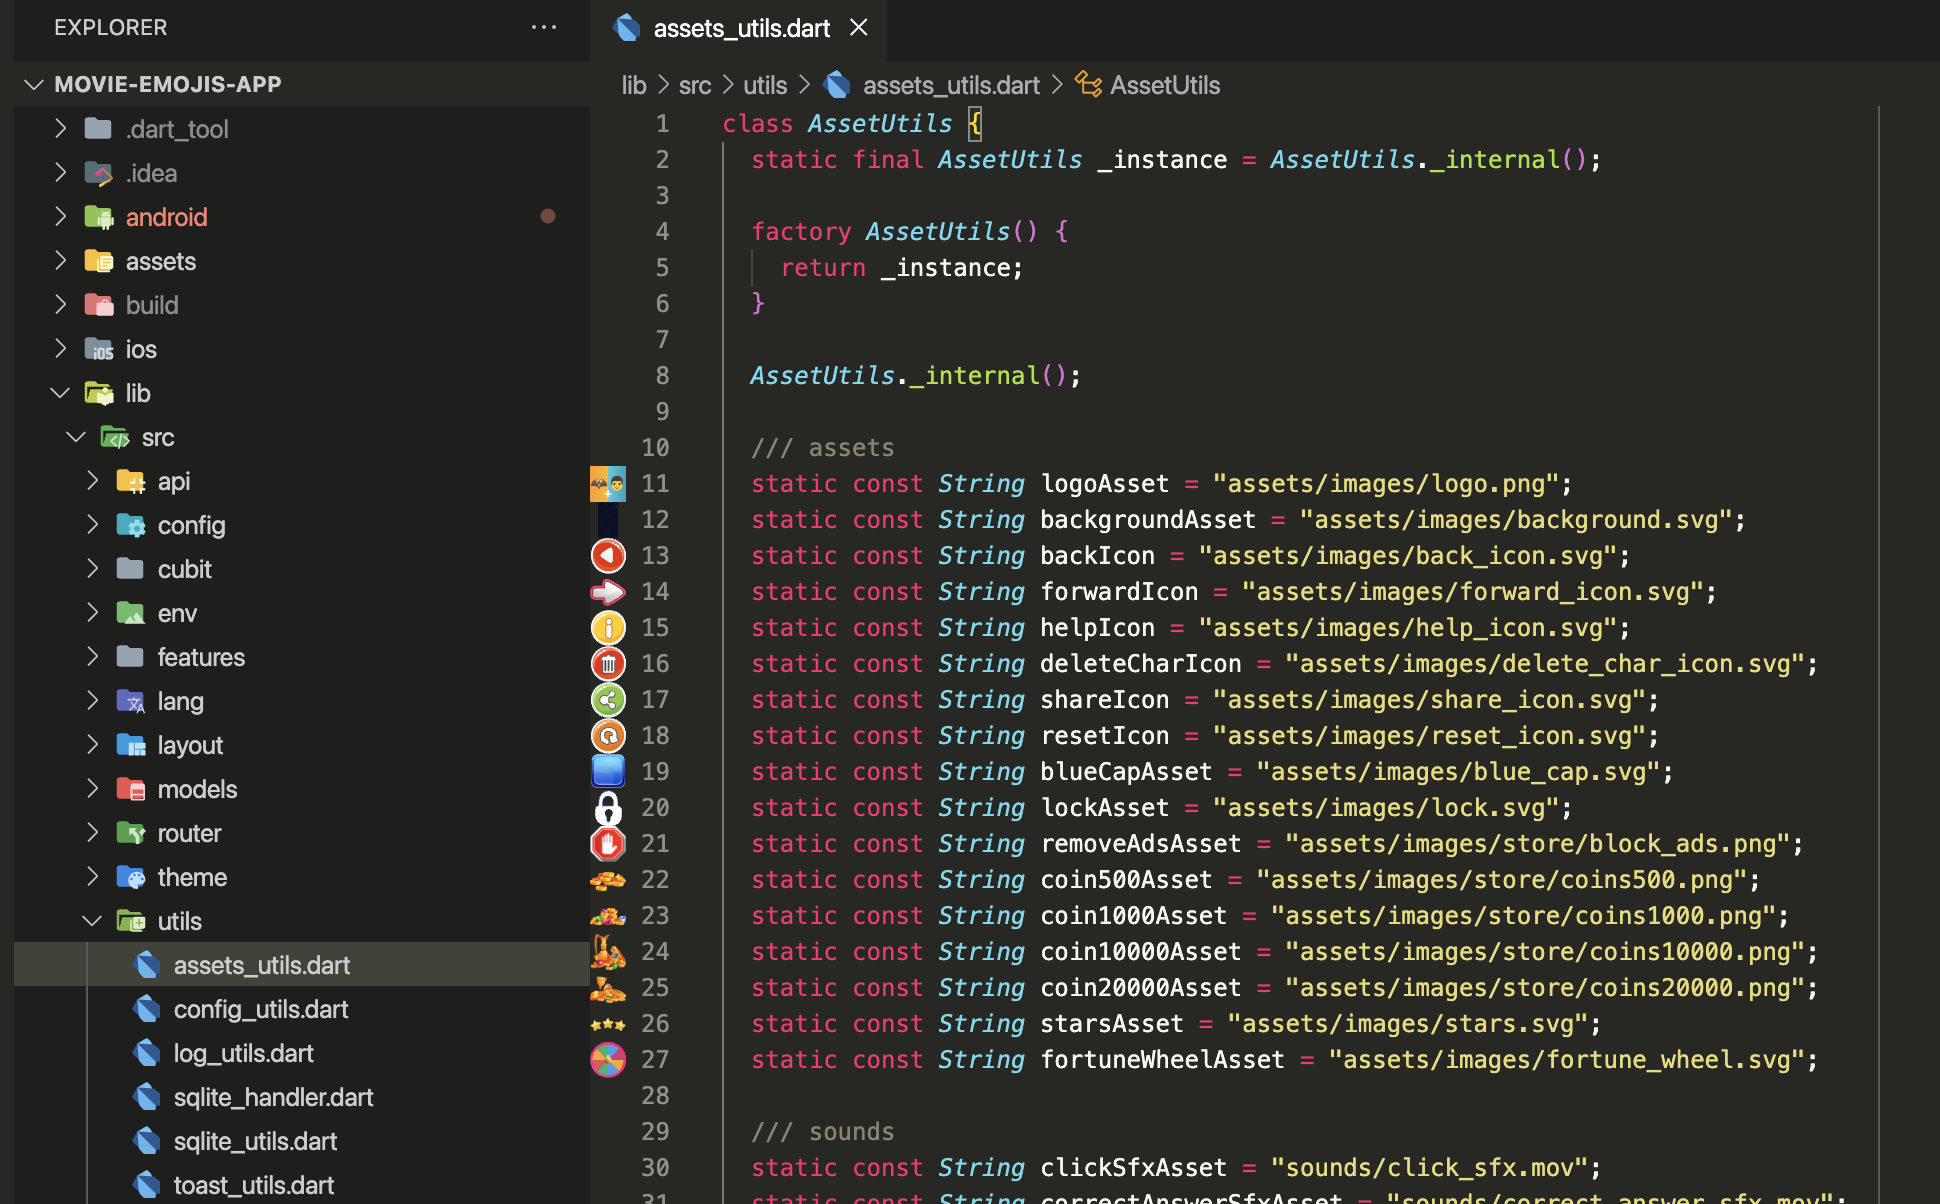 EXPLORER
MOVIE-EMOJIS-APP
.dart_tool
.idea
android
assets
build
ios
lib
src
api
config
cubit
env
features
lang
layout
models
router
theme
utils
assets_utils.dart
config_utils.dart
log_utils.dart
sqlite_handler.dart
sqlite_utils.dart
toast_utils.dart
assets_utils.dart
lib > src > utils > assets_utils.dart > AssetUtils
1 class AssetUtils {
2 static final AssetUtils _instance = AssetUtils._internal();
3
4 factory AssetUtils() {
5 return _instance;
6 }
7
8 AssetUtils._internal();
9
10 /// assets
11 static const String logoAsset = "assets/images/logo.png";
12 static const String backgroundAsset = "assets/images/background.svg";
13 static const String backIcon = "assets/images/back_icon.svg";
14 static const String forwardIcon = "assets/images/forward_icon.svg";
15 static const String helpIcon = "assets/images/help_icon.svg";
16 static const String deleteCharIcon = "assets/images/delete_char_icon.svg";
17 static const String shareIcon = "assets/images/share_icon.svg";
18 static const String resetIcon = "assets/images/reset_icon.svg";
19 static const String blueCapAsset = "assets/images/blue_cap.svg";
20 static const String lockAsset = "assets/images/lock.svg";
21 static const String removeAdsAsset = "assets/images/store/block_ads.png";
22 static const String coin500Asset = "assets/images/store/coins500.png";
23 static const String coin1000Asset = "assets/images/store/coins1000.png";
24 static const String coin10000Asset = "assets/images/store/coins10000.png";
25 static const String coin20000Asset = "assets/images/store/coins20000.png";
26 static const String starsAsset = "assets/images/stars.svg";
27 static const String fortuneWheelAsset = "assets/images/fortune_wheel.svg";
28
29 /// sounds
30 static const String clickSfxAsset = "sounds/click_sfx.mov";
31 static const String correctAnswerSfxAsset = "sounds/correct_answer_sfx.mov";